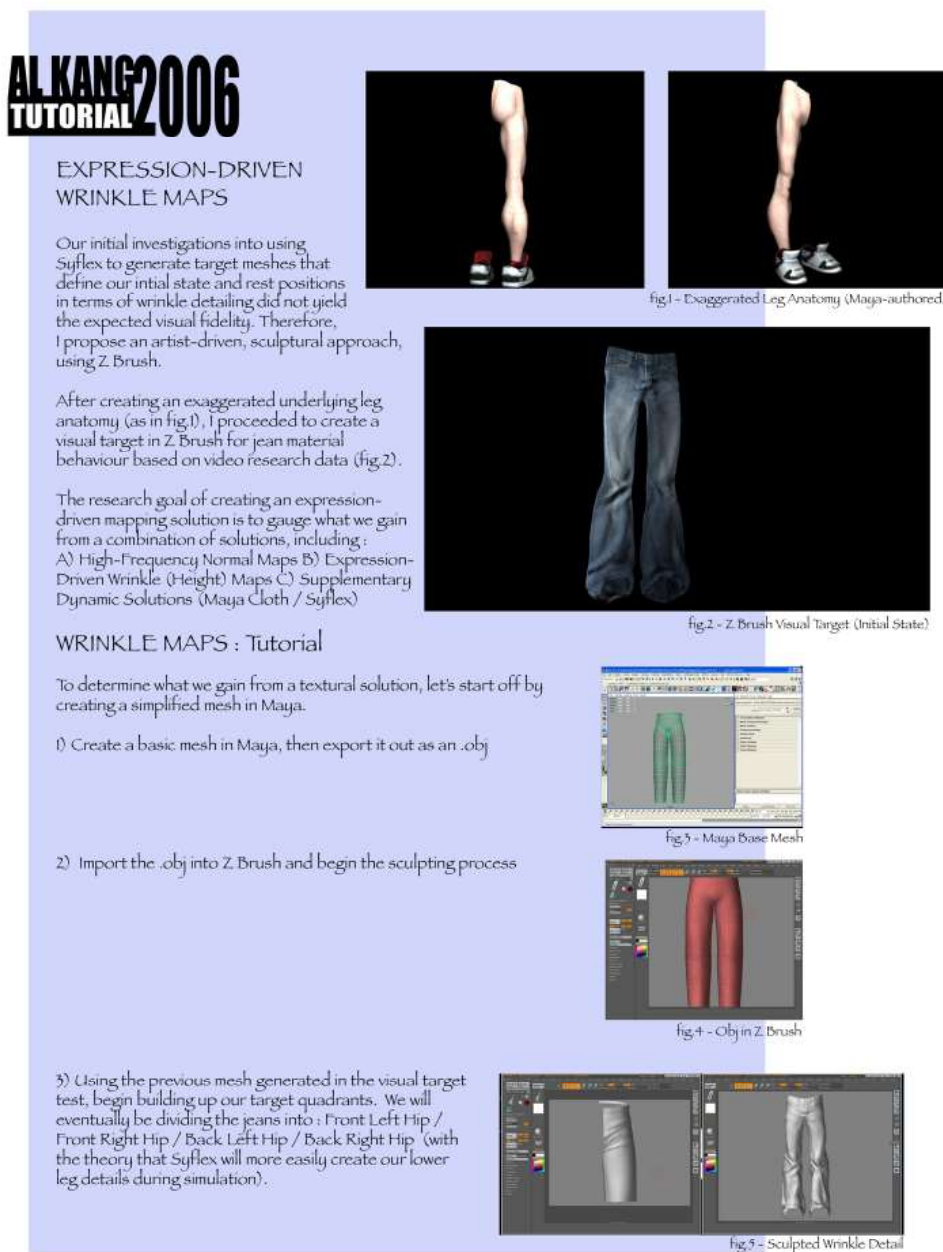 AL KANG
TUTORIAL 2006
EXPRESSION-DRIVEN
WRINKLE MAPS
Our initial investigations into using
Syflex to generate target meshes that
define our intial state and rest positions
in terms of wrinkle detailing did not yield
the expected visual fidelity. Therefore,
I propose an artist-driven, sculptural approach,
using Z Brush.
After creating an exaggerated underlying leg
anatomy (as in fig.1), I proceeded to create a
visual target in Z Brush for jean material
behaviour based on video research data (fig.2).
The research goal of creating an expression-
driven mapping solution is to gauge what we gain
from a combination of solutions, including :
A) High-Frequency Normal Maps B) Expression-
Driven Wrinkle (Height) Maps C) Supplementary
Dynamic Solutions (Maya Cloth / Syflex)
fig.1 - Exaggerated Leg Anatomy (Maya-authored
fig.2 - Z Brush Visual Target (Initial State)
WRINKLE MAPS : Tutorial
To determine what we gain from a textural solution, let's start off by
creating a simplified mesh in Maya.
1) Create a basic mesh in Maya, then export it out as an .obj
fig.3 - Maya Base Mesh
2) Import the .obj into Z Brush and begin the sculpting process
fig.4 - Obj in Z Brush
3) Using the previous mesh generated in the visual target
test, begin building up our target quadrants. We will
eventually be dividing the jeans into : Front Left Hip /
Front Right Hip / Back Left Hip / Back Right Hip (with
the theory that Syflex will more easily create our lower
leg details during simulation).
fig.5 - Sculpted Wrinkle Detail